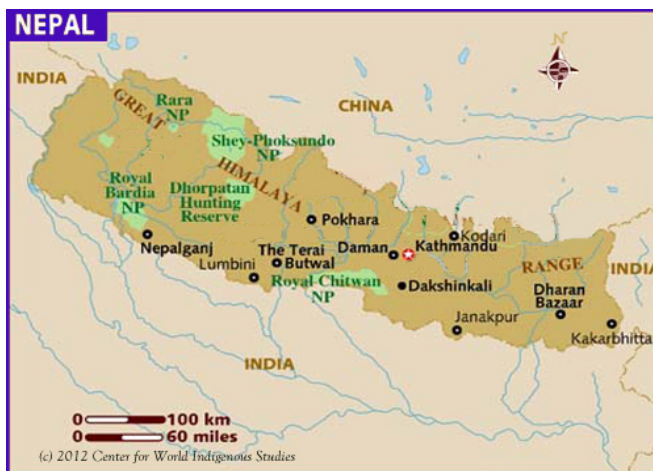 NEPAL
N
INDIA
CHINA
GREAT
HIMALAYA
RANGE
Rara
NP
Shey-Phoksundo
NP
Royal
Bardia
NP
Dhorpatan
Hunting
Reserve
Pokhara
Nepalganj
Lumbini
The Terai
Butwal
Daman
Kathmandu
Kodari
Royal Chitwan
NP
Dakshinkali
INDIA
Dharan
Bazaar
Janakpur
Kakarbhitta
INDIA
0 100 km
0 60 miles
(c) 2012 Center for World Indigenous Studies